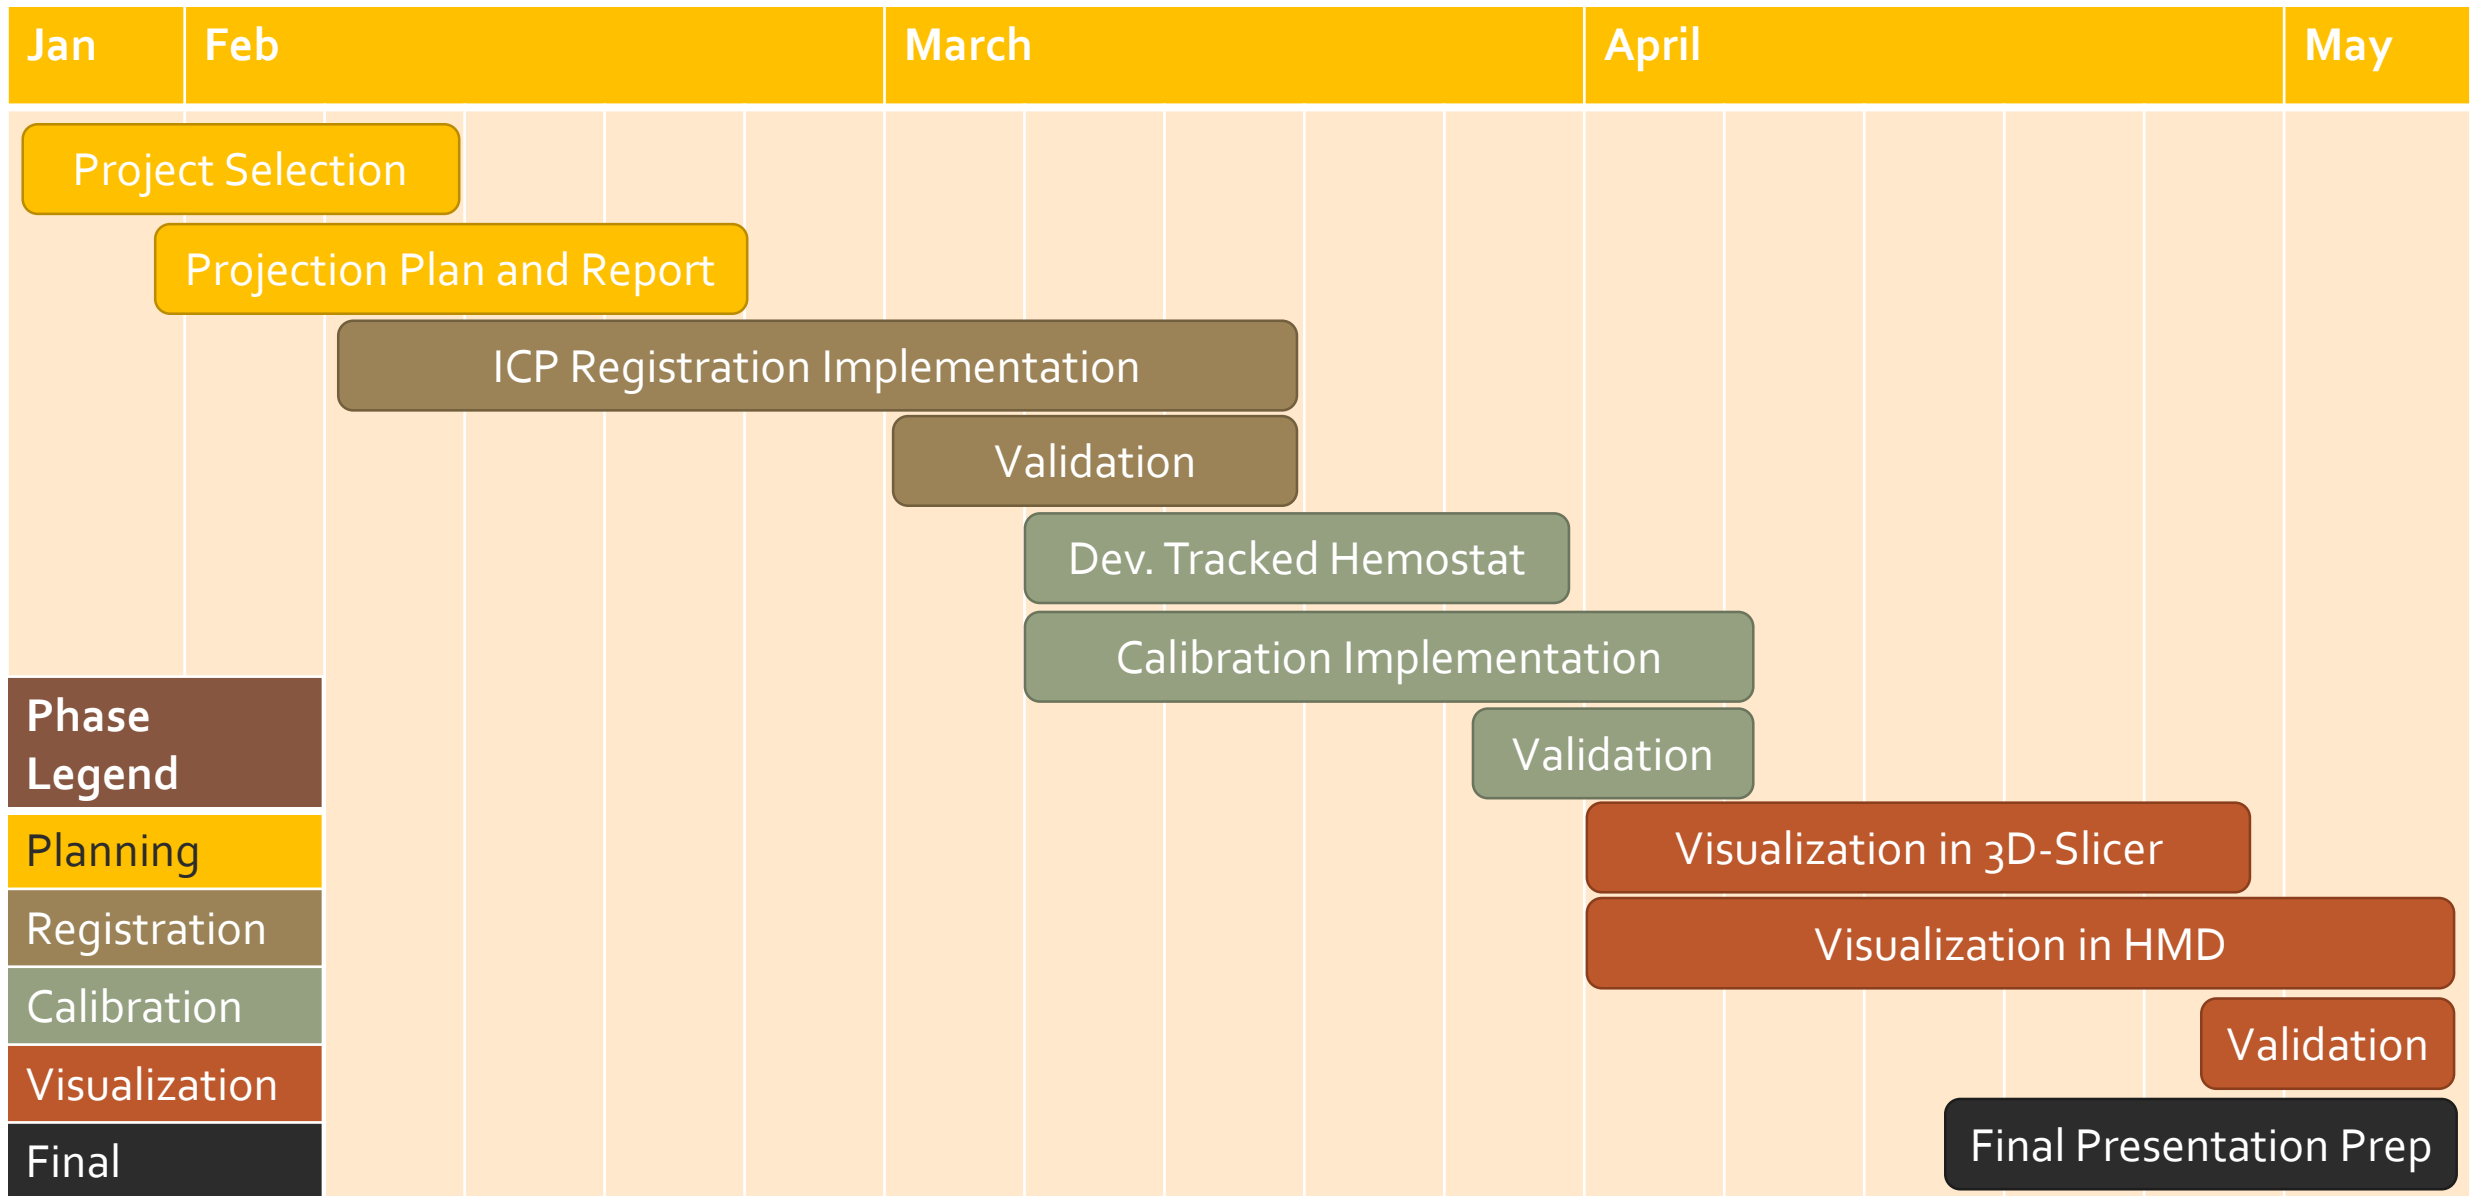 Jan
Feb
March
April
May
Project Selection
Projection Plan and Report
ICP Registration Implementation
Validation
Dev. Tracked Hemostat
Calibration Implementation
Validation
Visualization in 3D-Slicer
Visualization in HMD
Validation
Final Presentation Prep
Phase
Legend
Planning
Registration
Calibration
Visualization
Final